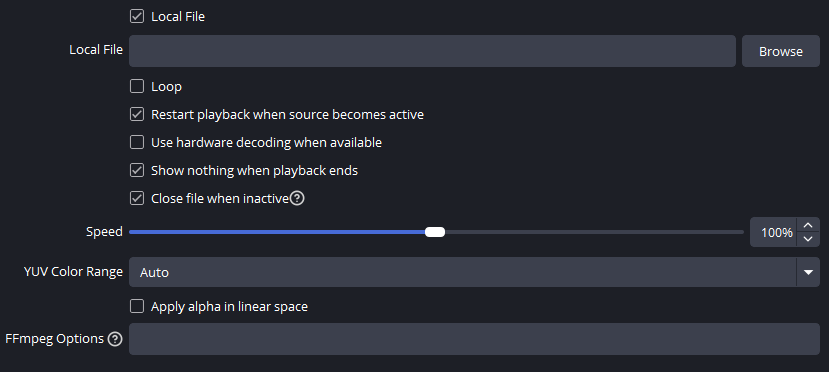 Local File
Local File Browse
Loop
Restart playback when source becomes active
Use hardware decoding when available
Show nothing when playback ends
Close file when inactive ?
Speed 100%
YUV Color Range Auto
Apply alpha in linear space
FFmpeg Options ?